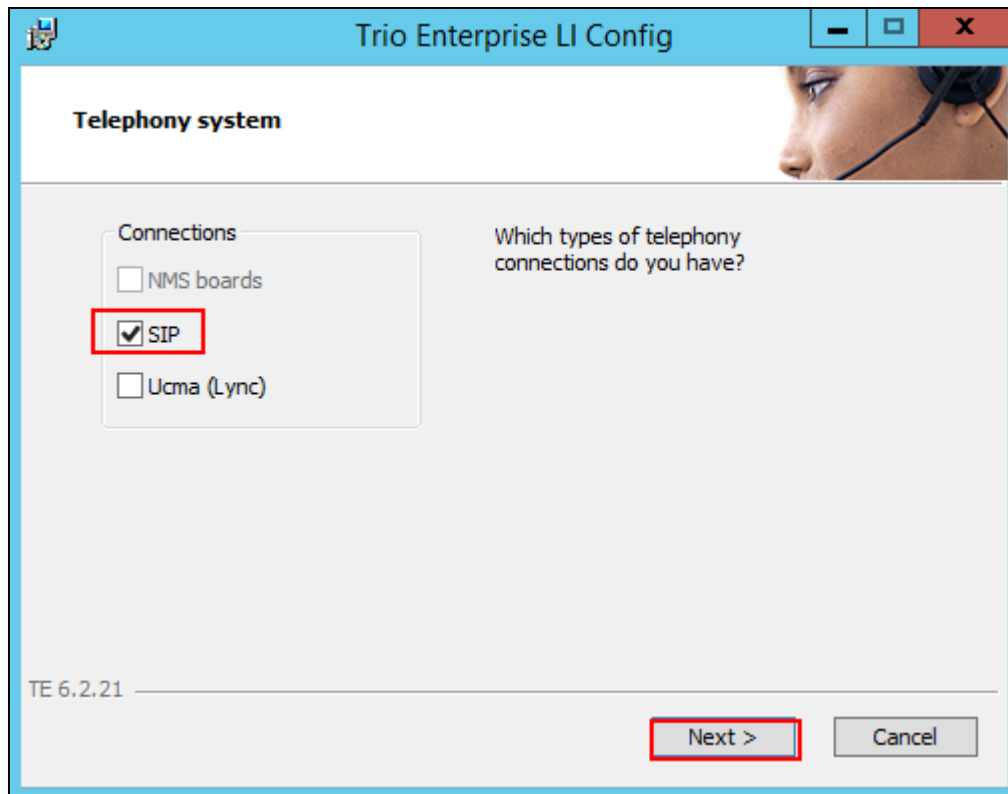 Trio Enterprise LI Config
Telephony system
Connections
NMS boards
SIP
Ucma (Lync)
Which types of telephony
connections do you have?
TE 6.2.21
Next >
Cancel